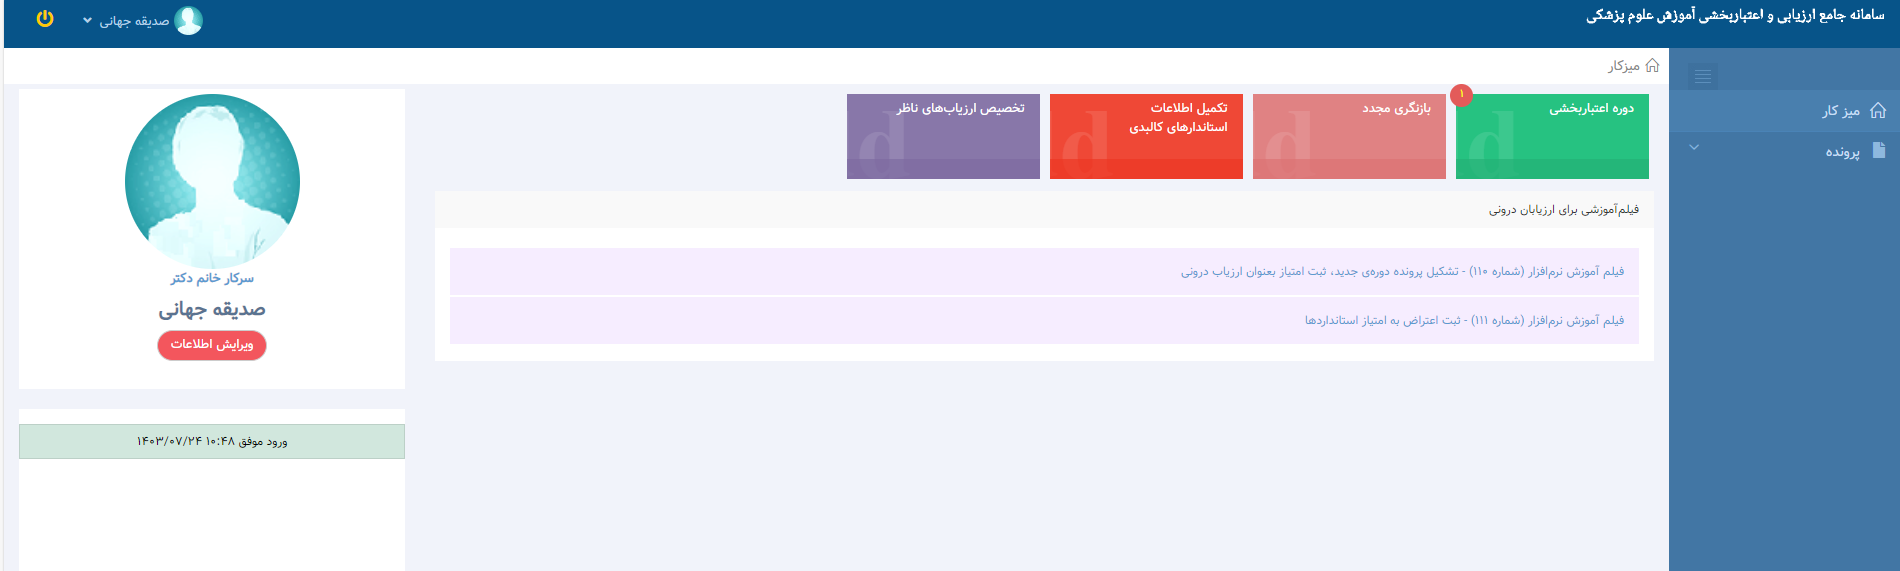 سامانه جامع ارزیابی و اعتباربخشی آموزش علوم پزشکی
صدیقه جهانی
میزکار
میز کار
پرونده
۱
دوره اعتباربخشی
بازنگری مجدد
تکمیل اطلاعات
استاندارهای کالبدی
تخصیص ارزیاب‌های ناظر
فیلم‌آموزشی برای ارزیابان درونی
فیلم آموزش نرم‌افزار (شماره ۱۱۰) - تشکیل پرونده دوره‌ی جدید، ثبت امتیاز بعنوان ارزیاب درونی
فیلم آموزش نرم‌افزار (شماره ۱۱۱) - ثبت اعتراض به امتیاز استانداردها
سرکار خانم دکتر
صدیقه جهانی
ویرایش اطلاعات
ورود موفق ۱۰:۴۸ ۱۴۰۳/۰۷/۲۴
d
d
d
d